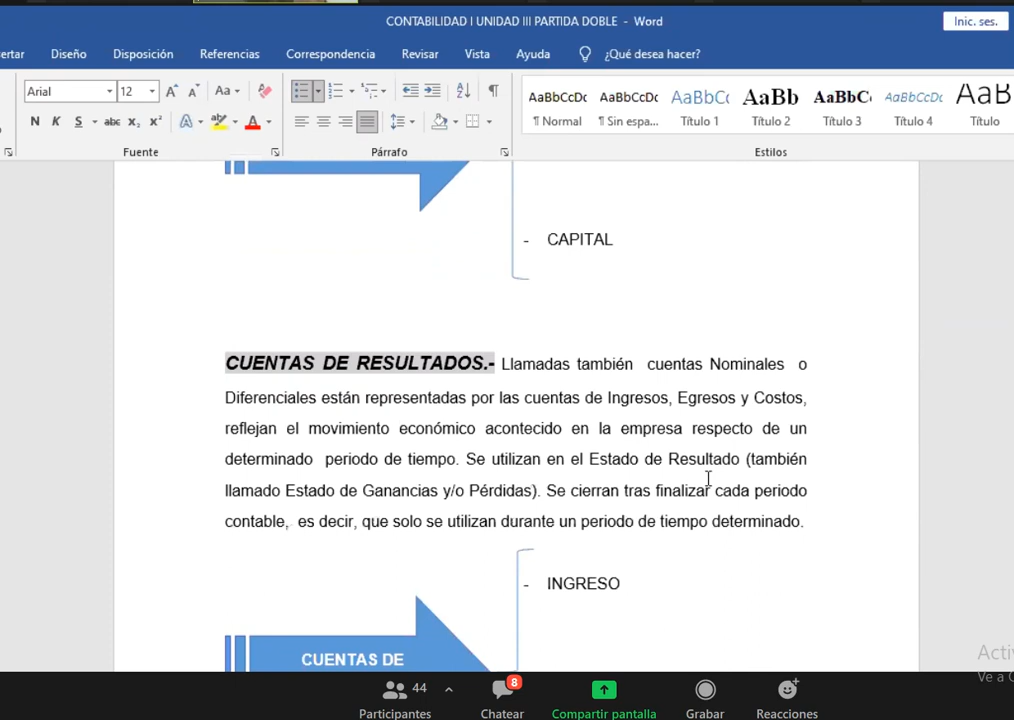 CONTABILIDAD I UNIDAD III PARTIDA DOBLE - Word
Inic. ses.
ertar Diseño Disposición Referencias Correspondencia Revisar Vista Ayuda ¿Qué desea hacer?
Arial 12 Aa
N K S abc x₂ x² A A
AaBbCcDc AaBbCcDc AaBbCc AaBb AaBbC AaBbCcDc AaB
¶ Normal ¶ Sin espa... Título 1 Título 2 Título 3 Título 4 Título
Fuente Párrafo Estilos
- CAPITAL
CUENTAS DE RESULTADOS.- Llamadas también cuentas Nominales o
Diferenciales están representadas por las cuentas de Ingresos, Egresos y Costos,
reflejan el movimiento económico acontecido en la empresa respecto de un
determinado periodo de tiempo. Se utilizan en el Estado de Resultado (también
llamado Estado de Ganancias y/o Pérdidas). Se cierran tras finalizar cada periodo
contable, es decir, que solo se utilizan durante un periodo de tiempo determinado.
- INGRESO
CUENTAS DE
Acti
Ve a C
44 8
Participantes Chatear Compartir pantalla Grabar Reacciones